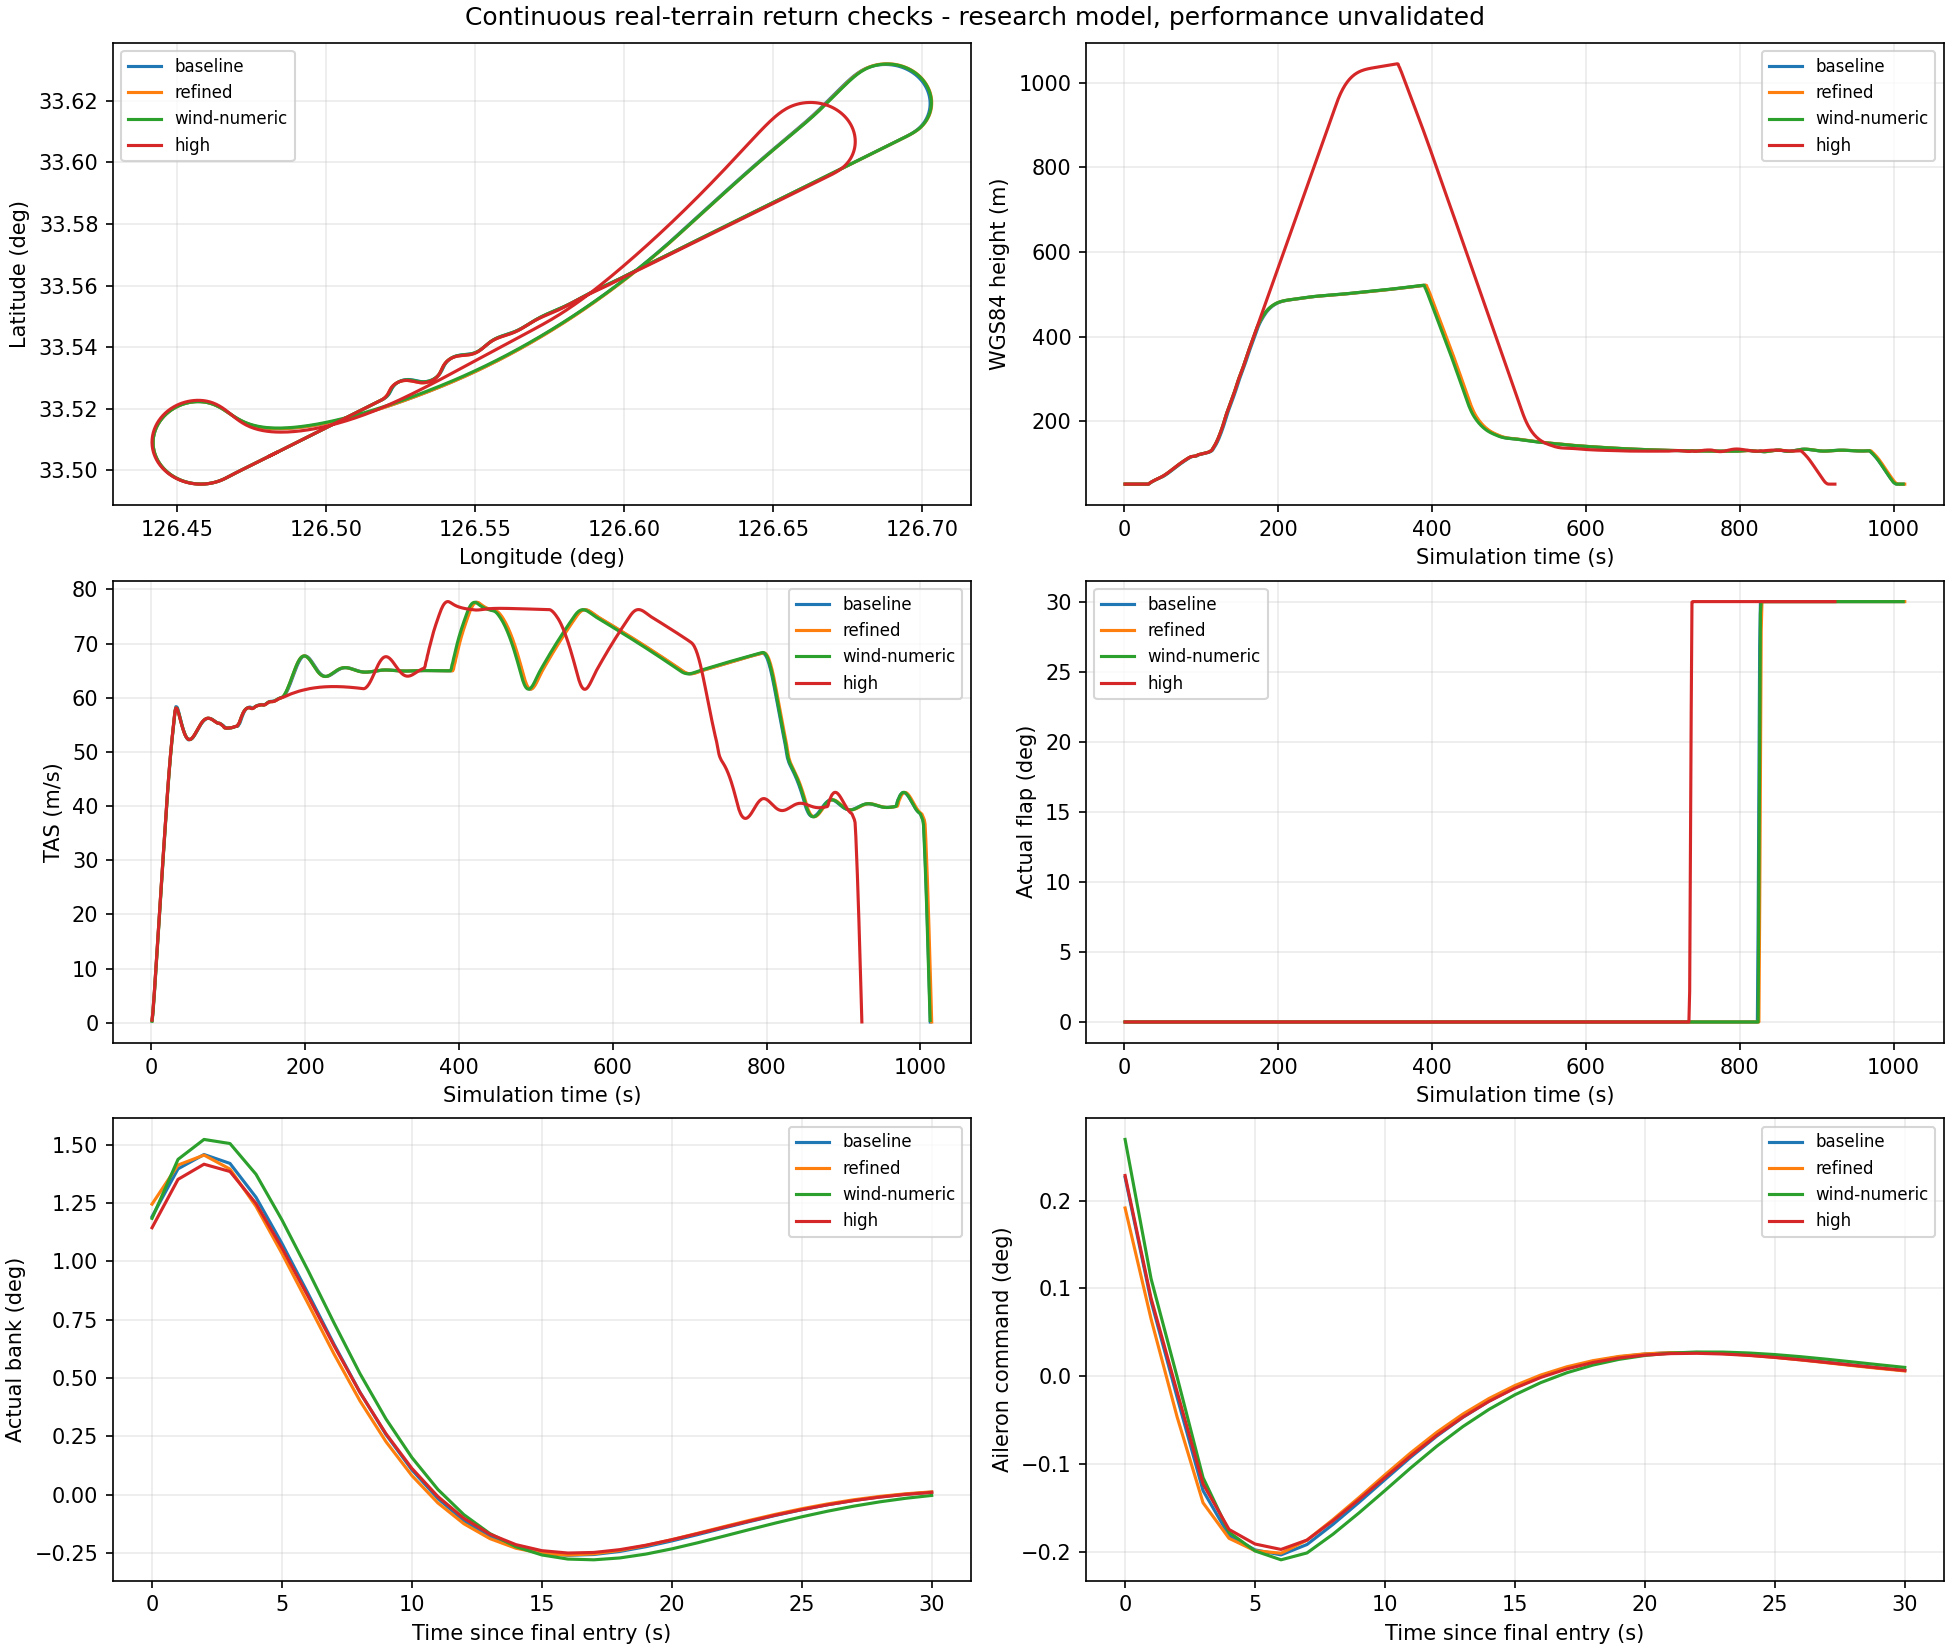 Continuous real-terrain return checks - research model, performance unvalidated
baseline
refined
wind-numeric
high
33.62
33.60
33.58
33.56
33.54
33.52
33.50
Latitude (deg)
126.45 126.50 126.55 126.60 126.65 126.70
Longitude (deg)
baseline
refined
wind-numeric
high
1000
800
600
400
200
WGS84 height (m)
0 200 400 600 800 1000
Simulation time (s)
baseline
refined
wind-numeric
high
80
70
60
50
40
30
20
10
0
TAS (m/s)
0 200 400 600 800 1000
Simulation time (s)
baseline
refined
wind-numeric
high
30
25
20
15
10
5
0
Actual flap (deg)
0 200 400 600 800 1000
Simulation time (s)
baseline
refined
wind-numeric
high
1.50
1.25
1.00
0.75
0.50
0.25
0.00
−0.25
Actual bank (deg)
0 5 10 15 20 25 30
Time since final entry (s)
baseline
refined
wind-numeric
high
0.2
0.1
0.0
−0.1
−0.2
Aileron command (deg)
0 5 10 15 20 25 30
Time since final entry (s)